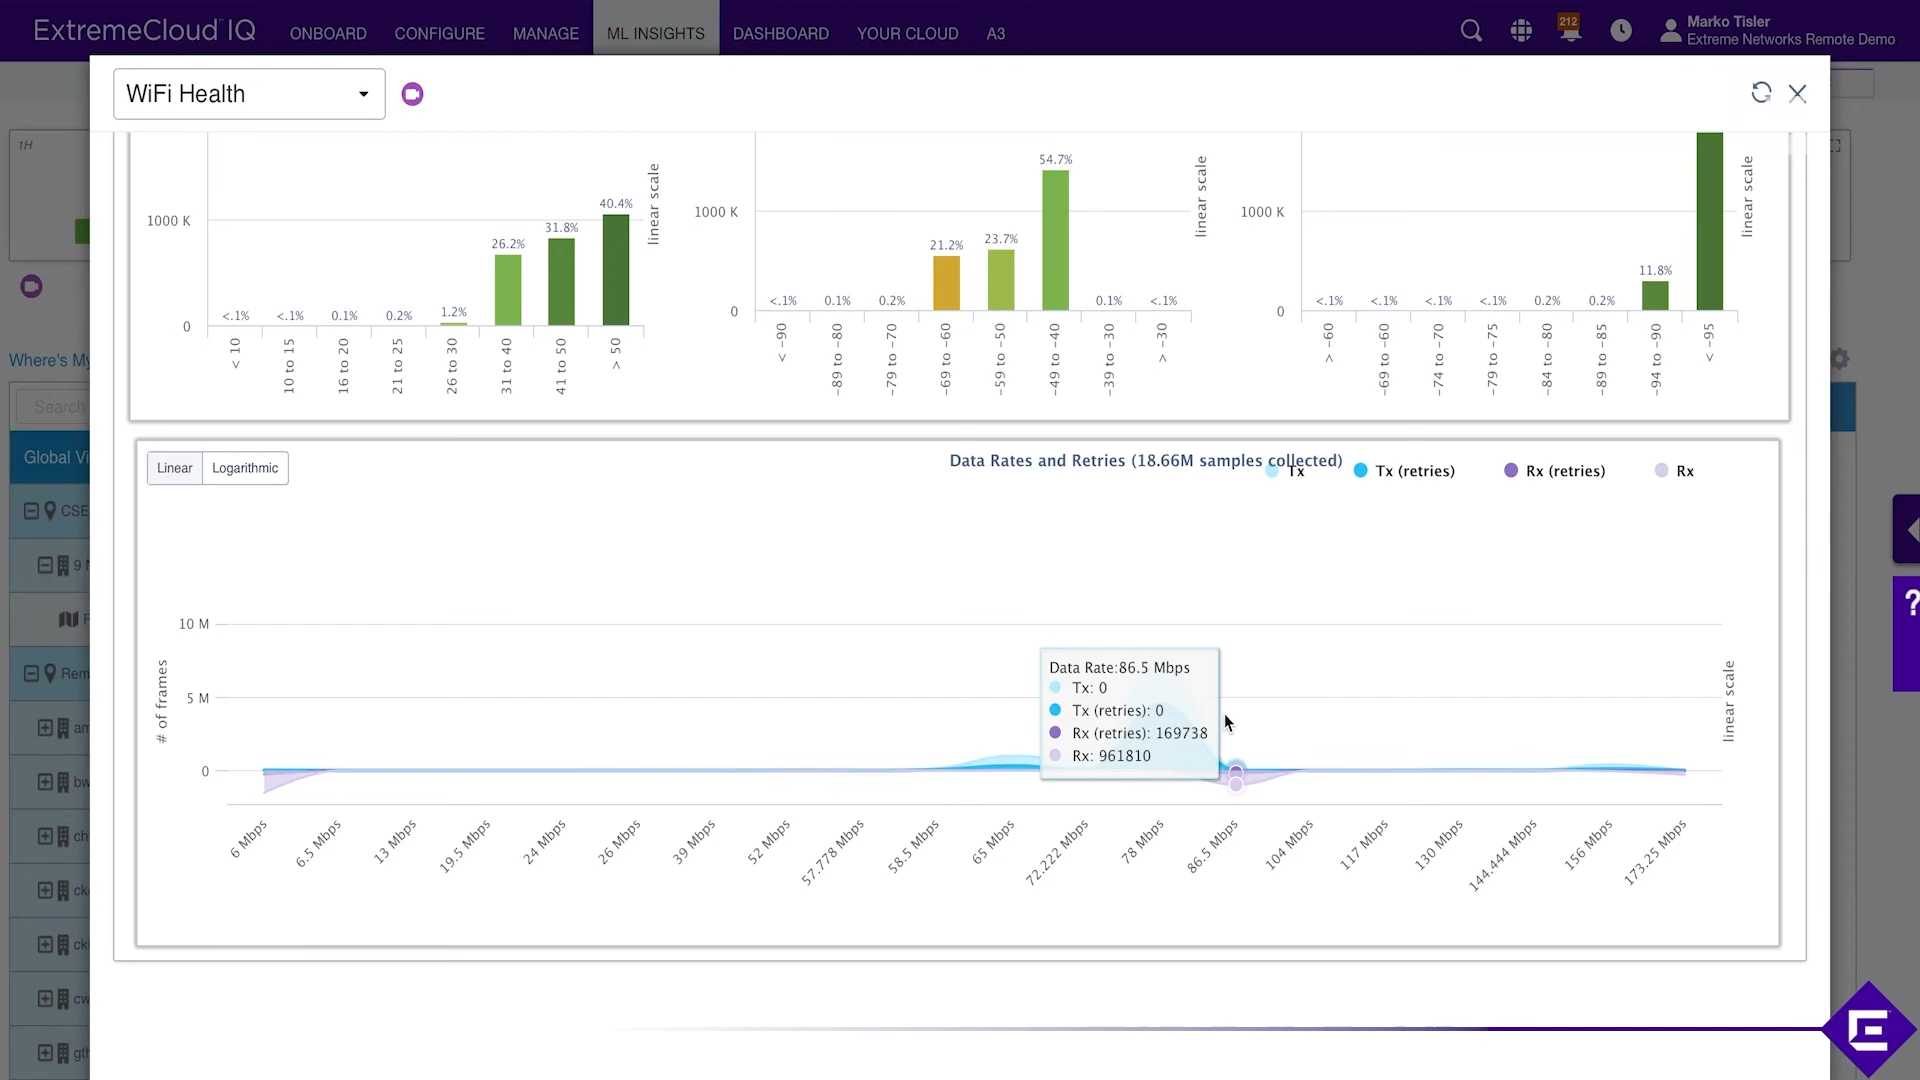 ExtremeCloud IQ
ONBOARD CONFIGURE MANAGE ML INSIGHTS DASHBOARD YOUR CLOUD A3
212
Marko Tisler
Extreme Networks Remote Demo
WiFi Health
1H
Where's My
Search
Global Vi
CSE
9
Rem
an
bw
ch
ck
cki
cw
gth
1000 K
0
<.1% <.1% 0.1% 0.2% 1.2% 26.2% 31.8% 40.4%
< 10 10 to 15 16 to 20 21 to 25 26 to 30 31 to 40 41 to 50 > 50
linear scale
1000 K
0
<.1% 0.1% 0.2% 21.2% 23.7% 54.7% 0.1% <.1%
< −90 −89 to −80 −79 to −70 −69 to −60 −59 to −50 −49 to −40 −39 to −30 > −30
linear scale
1000 K
0
<.1% <.1% <.1% <.1% 0.2% 0.2% 11.8%
> −60 −69 to −60 −74 to −70 −79 to −75 −84 to −80 −89 to −85 −94 to −90 < −95
linear scale
Linear Logarithmic
Data Rates and Retries (18.66M samples collected)
Tx Tx (retries) Rx (retries) Rx
# of frames
10 M
5 M
0
linear scale
Data Rate:86.5 Mbps
Tx: 0
Tx (retries): 0
Rx (retries): 169738
Rx: 961810
6 Mbps 6.5 Mbps 13 Mbps 19.5 Mbps 24 Mbps 26 Mbps 39 Mbps 52 Mbps 57.778 Mbps 58.5 Mbps 65 Mbps 72.222 Mbps 78 Mbps 86.5 Mbps 104 Mbps 117 Mbps 130 Mbps 144.444 Mbps 156 Mbps 173.25 Mbps
?
E